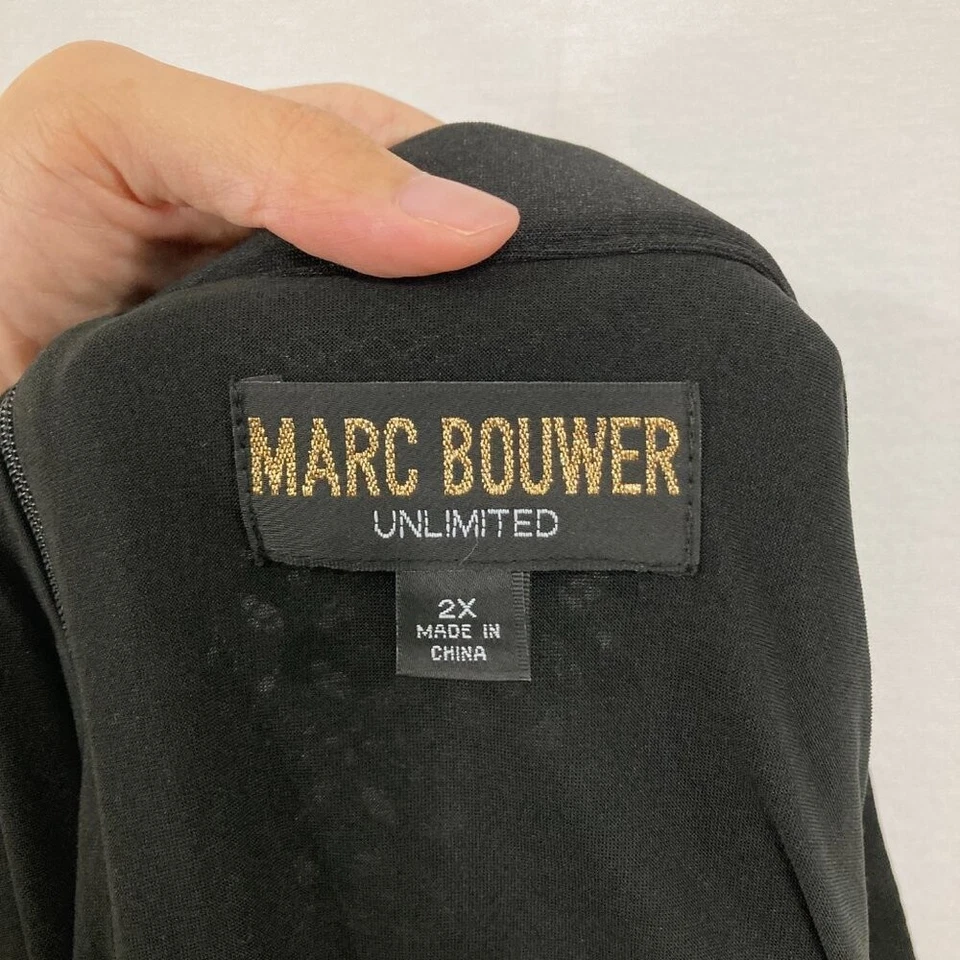 MARC BOUWER
UNLIMITED
2X
MADE IN
CHINA